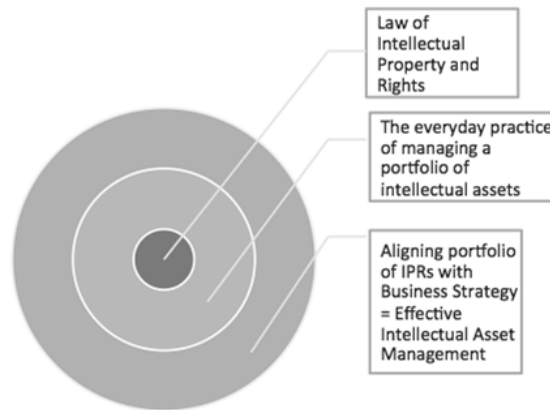 Law of
Intellectual
Property and
Rights
The everyday practice
of managing a
portfolio of
intellectual assets
Aligning portfolio
of IPRs with
Business Strategy
= Effective
Intellectual Asset
Management